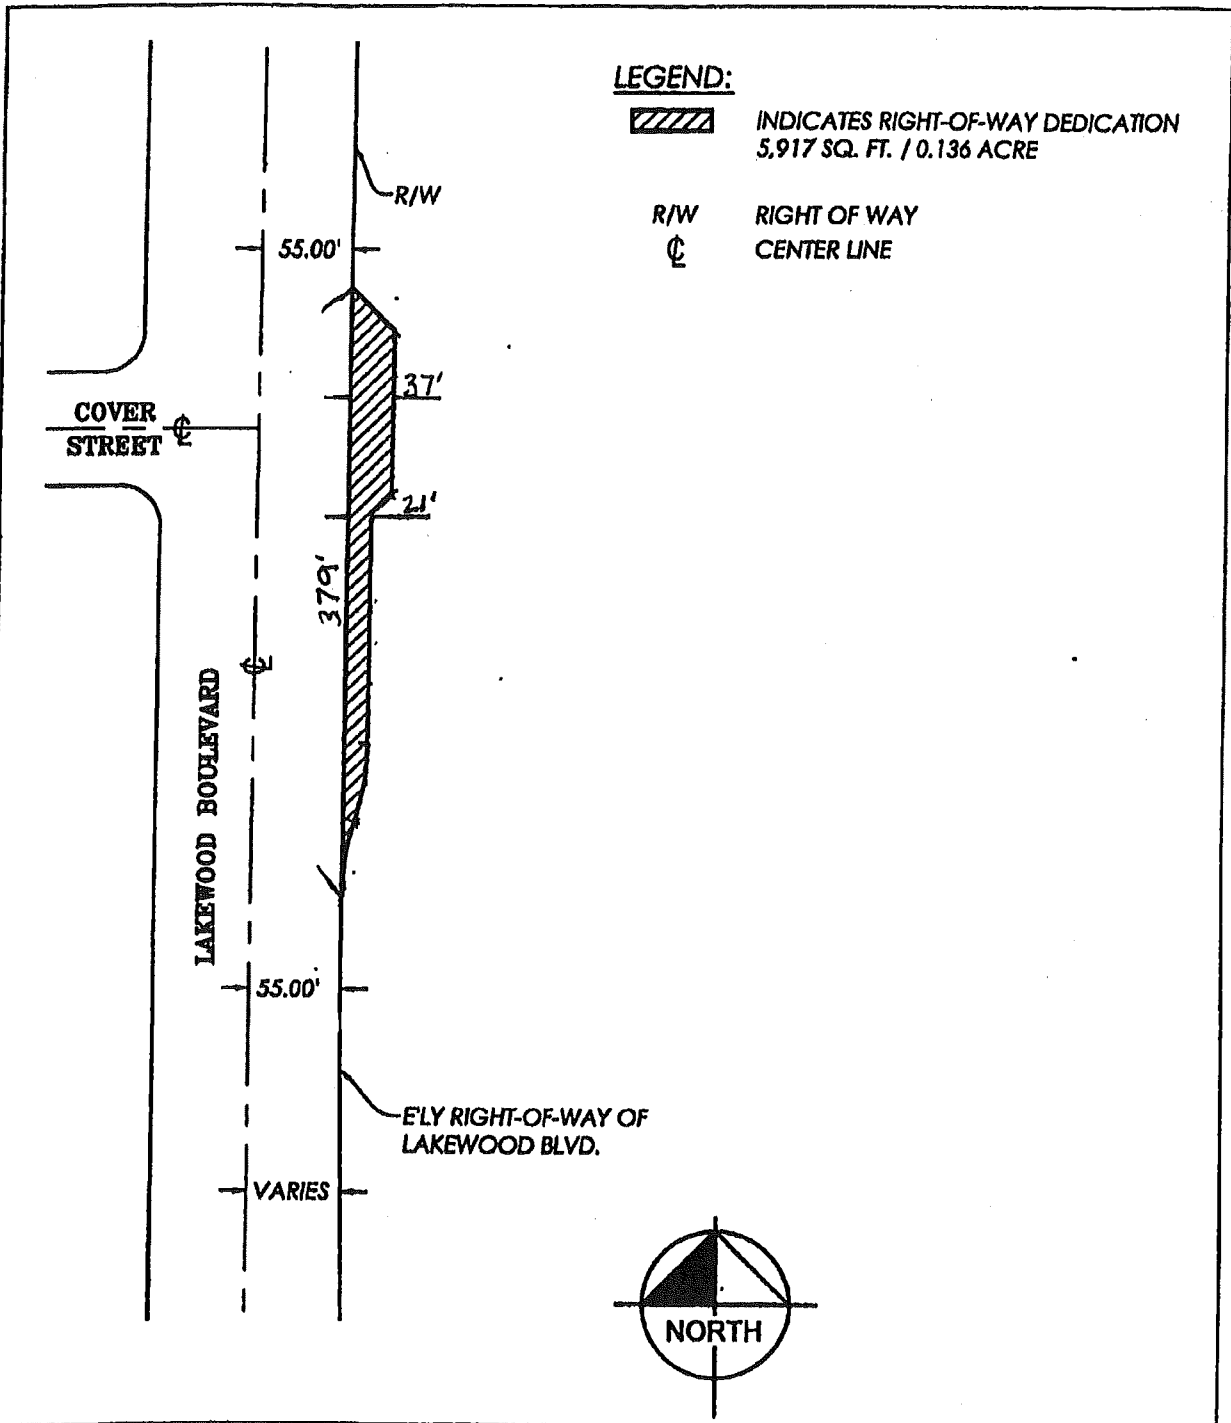 LEGEND:
INDICATES RIGHT-OF-WAY DEDICATION
5,917 SQ. FT. / 0.136 ACRE
R/W
R/W RIGHT OF WAY
℄ CENTER LINE
55.00'
37'
COVER
STREET ℄
21'
379'
℄
LAKEWOOD BOULEVARD
55.00'
E'LY RIGHT-OF-WAY OF
LAKEWOOD BLVD.
VARIES
NORTH